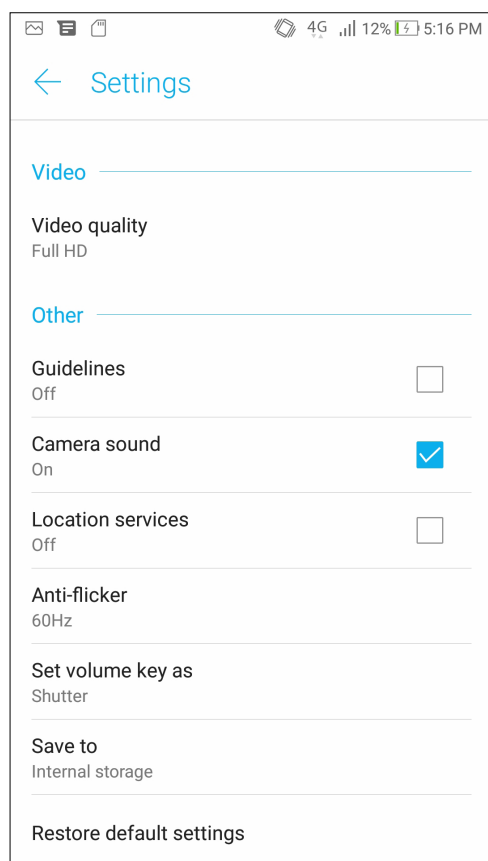 4G 12% 5:16 PM
Settings
Video
Video quality
Full HD
Other
Guidelines
Off
Camera sound
On
Location services
Off
Anti-flicker
60Hz
Set volume key as
Shutter
Save to
Internal storage
Restore default settings